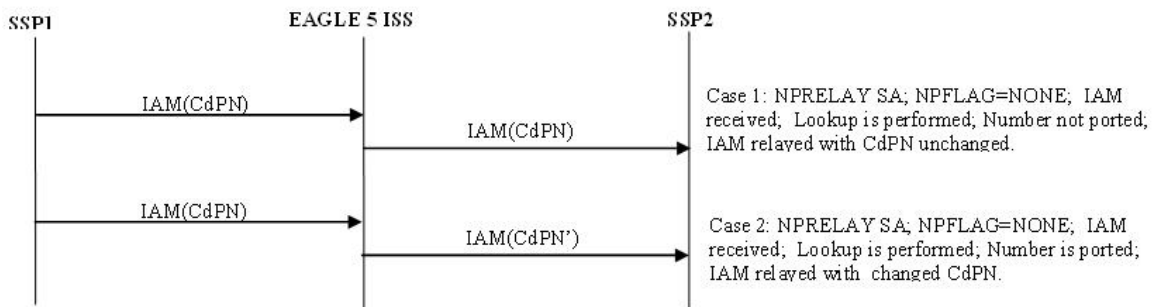 SSP1
EAGLE 5 ISS
SSP2
IAM(CdPN)
IAM(CdPN)
Case 1: NPRELAY SA; NPFLAG=NONE; IAM
received; Lookup is performed; Number not ported;
IAM relayed with CdPN unchanged.
IAM(CdPN)
IAM(CdPN’)
Case 2: NPRELAY SA; NPFLAG=NONE; IAM
received; Lookup is performed; Number is ported;
IAM relayed with changed CdPN.